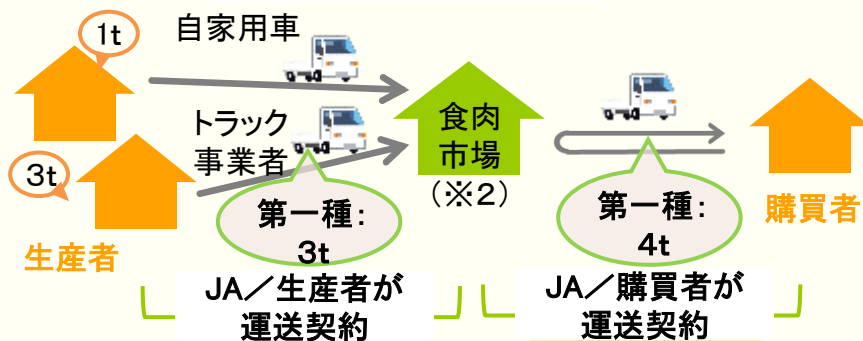 1t
自家用車
トラック
事業者
3t
生産者
第一種：
3t
JA／生産者が
運送契約
食肉
市場
（※２）
第一種：
4t
JA／購買者が
運送契約
購買者